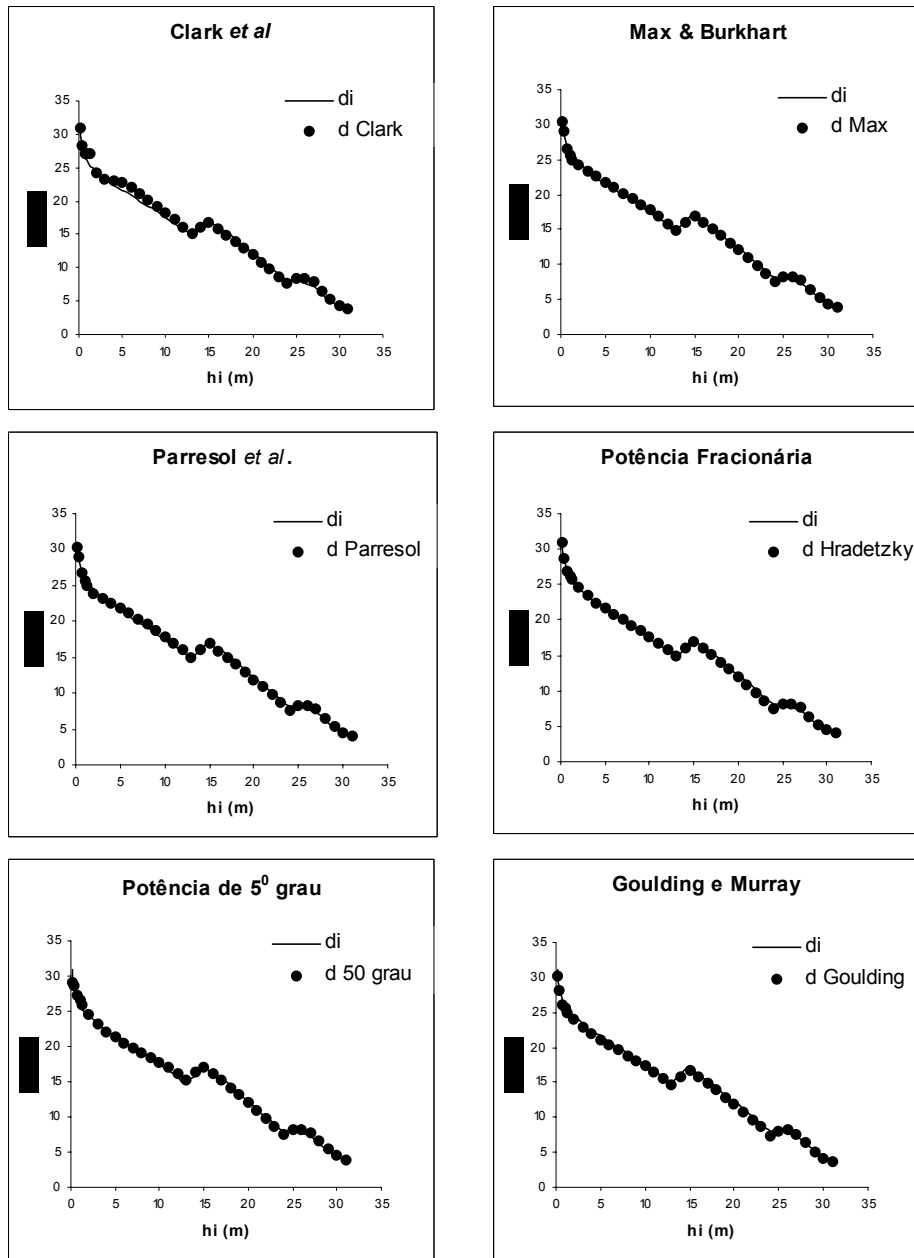 Clark et al
35
30
25
20
15
10
5
0
0 5 10 15 20 25 30 35
hi (m)
di
d Clark
Max & Burkhart
35
30
25
20
15
10
5
0
0 5 10 15 20 25 30 35
hi (m)
di
d Max
Parresol et al.
35
30
25
20
15
10
5
0
0 5 10 15 20 25 30 35
hi (m)
di
d Parresol
Potência Fracionária
35
30
25
20
15
10
5
0
0 5 10 15 20 25 30 35
hi (m)
di
d Hradetzky
Potência de 5⁰ grau
35
30
25
20
15
10
5
0
0 5 10 15 20 25 30 35
hi (m)
di
d 50 grau
Goulding e Murray
35
30
25
20
15
10
5
0
0 5 10 15 20 25 30 35
hi (m)
di
d Goulding